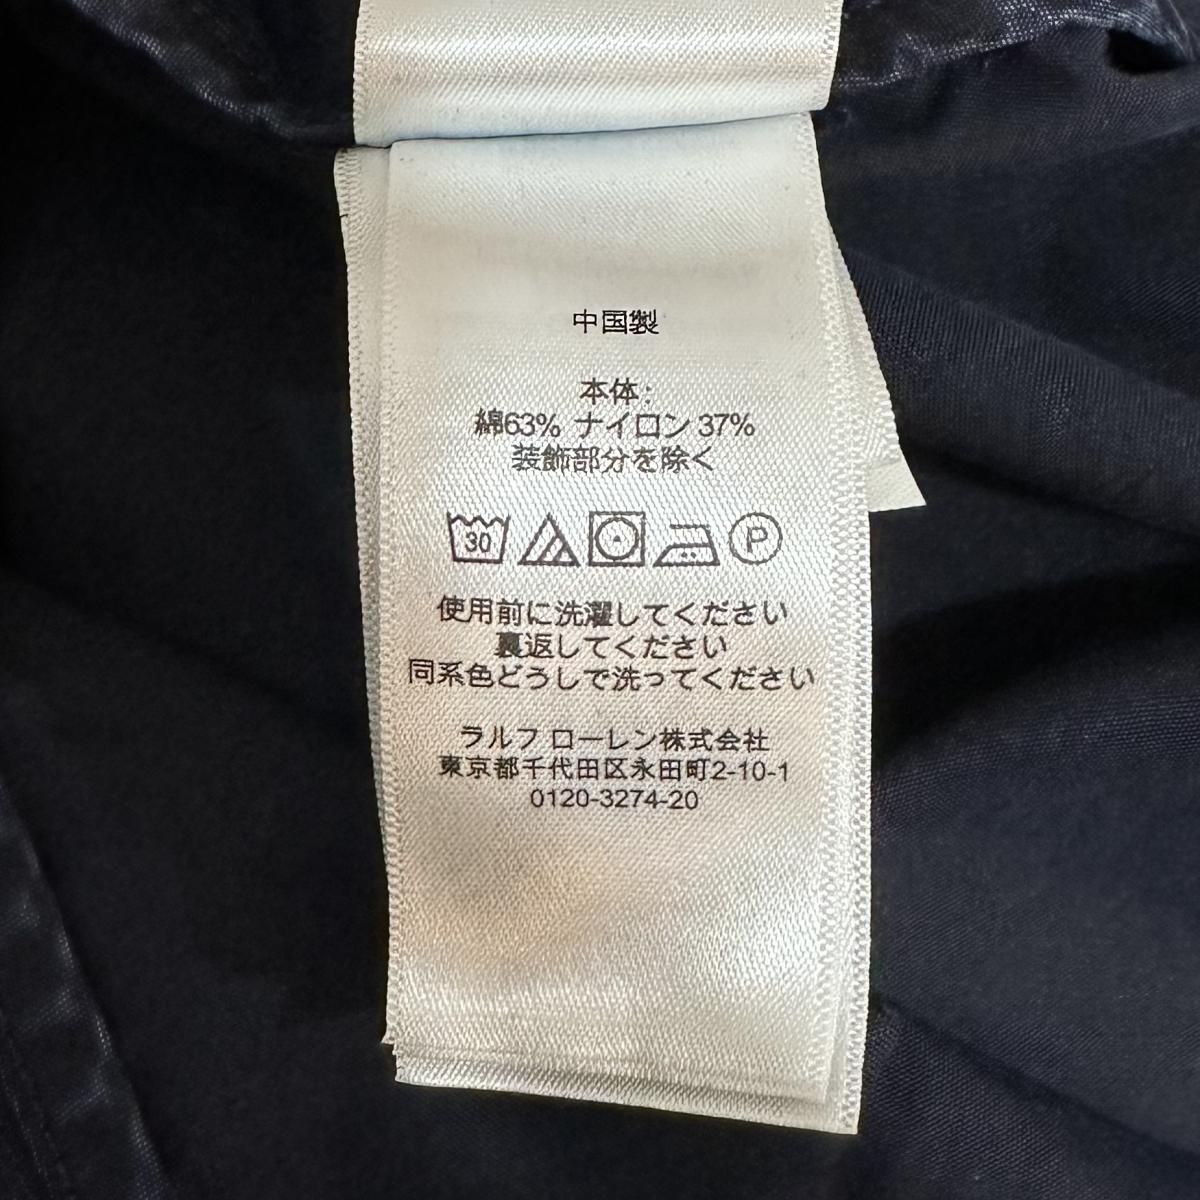 中国製
本体:
綿63% ナイロン 37%
装飾部分を除く
30 P
使用前に洗濯してください
裏返してください
同系色どうしで洗ってください
ラルフ ローレン株式会社
東京都千代田区永田町2-10-1
0120-3274-20